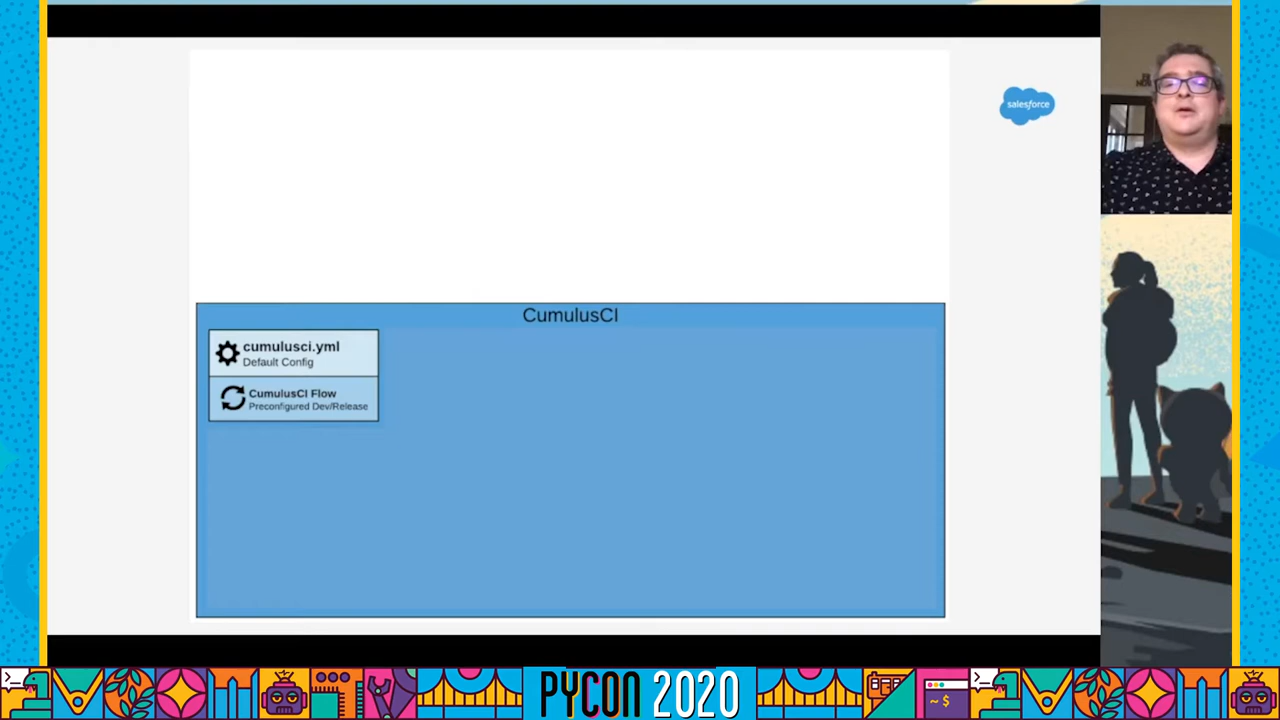 salesforce
CumulusCI
cumulusci.yml
Default Config
CumulusCI Flow
Preconfigured Dev/Release
~$
PYCON 2020